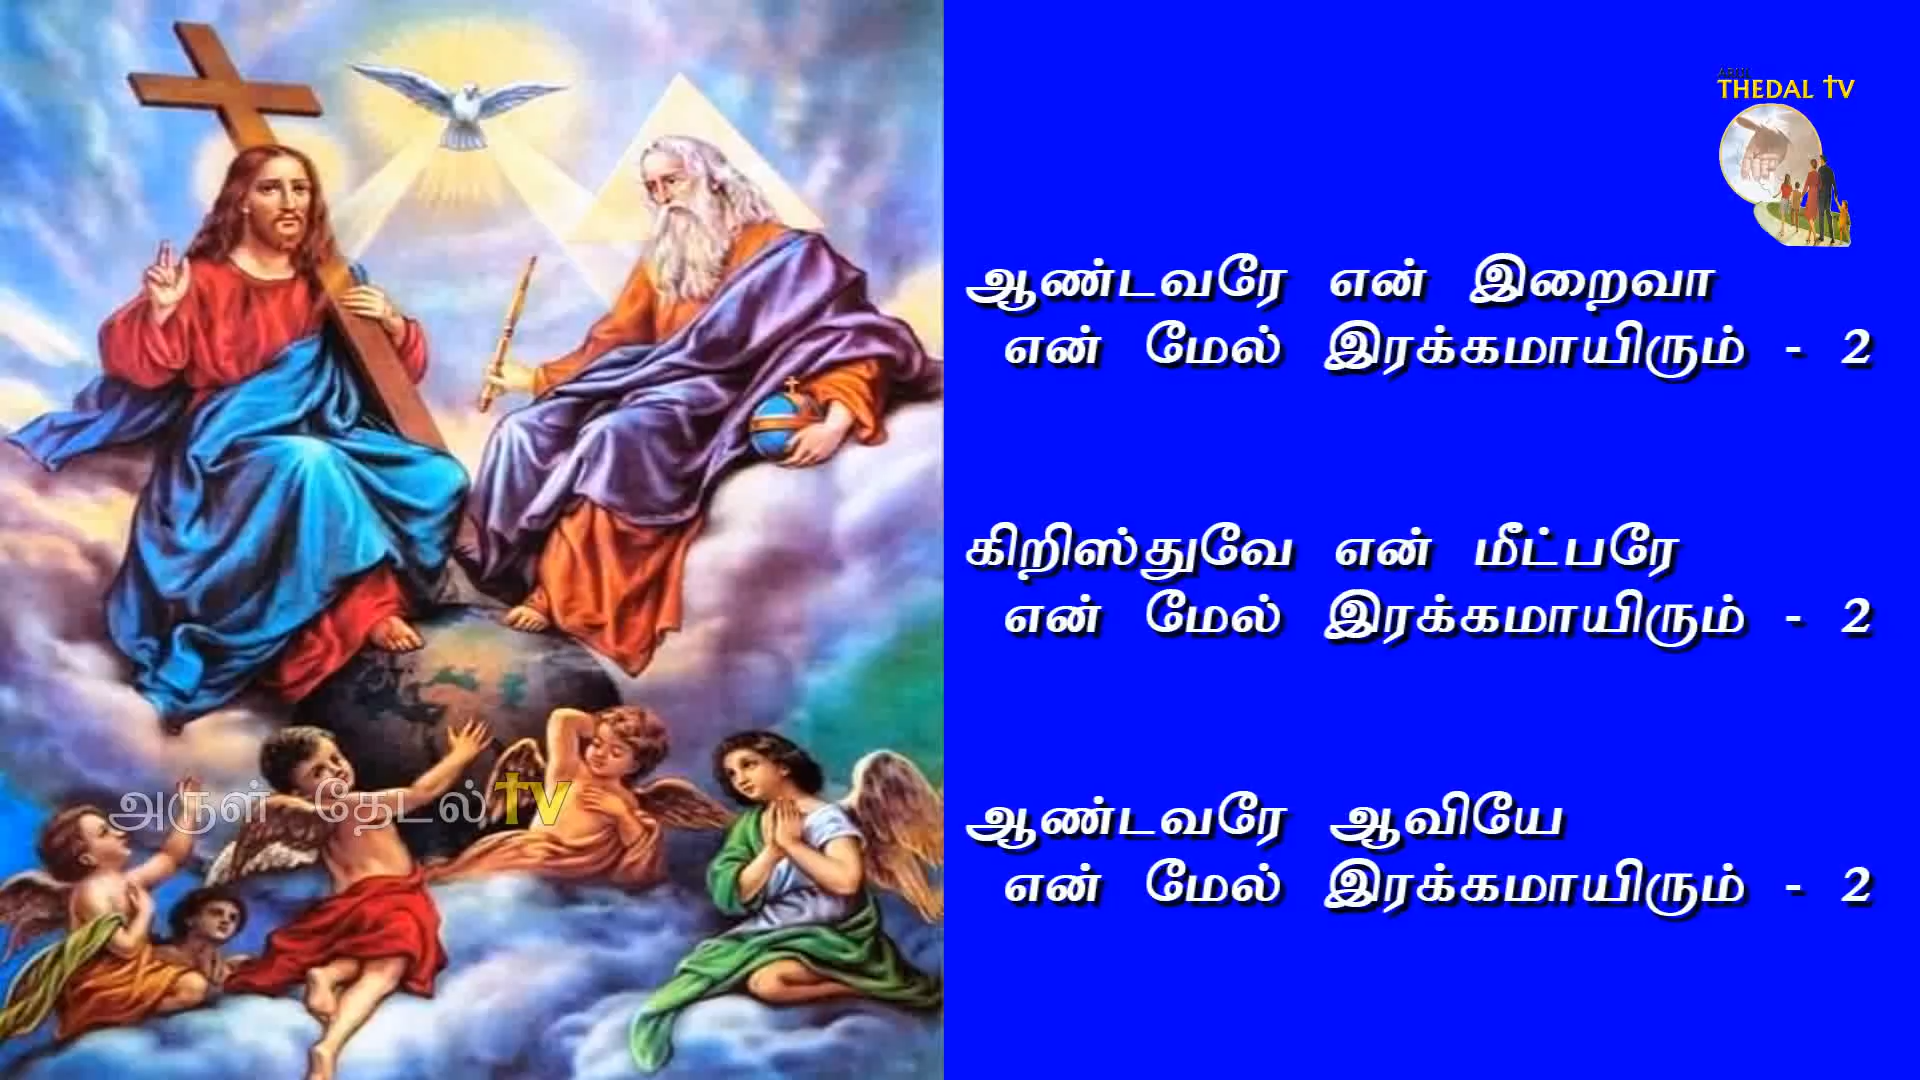 THEDAL TV
ஆண்டவரே என் இறைவா
என் மேல் இரக்கமாயிரும் - 2
கிறிஸ்துவே என் மீட்பரே
என் மேல் இரக்கமாயிரும் - 2
ஆண்டவரே ஆவியே
என் மேல் இரக்கமாயிரும் - 2
அருள் தேடல் TV